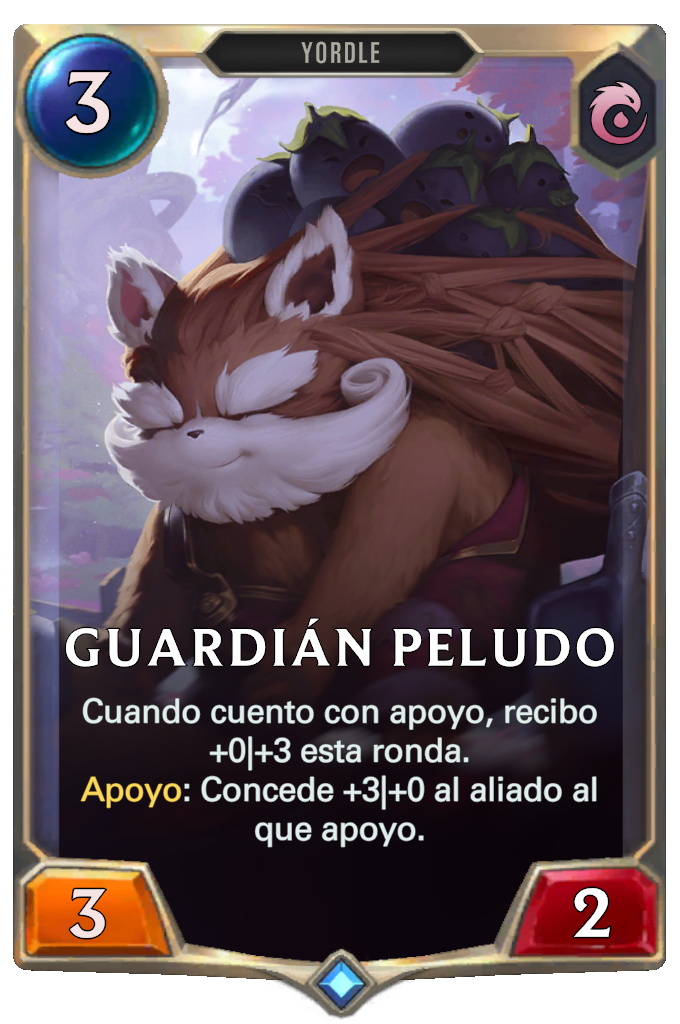 3
YORDLE
GUARDIÁN PELUDO
Cuando cuento con apoyo, recibo
+0|+3 esta ronda.
Apoyo: Concede +3|+0 al aliado al
que apoyo.
3
2